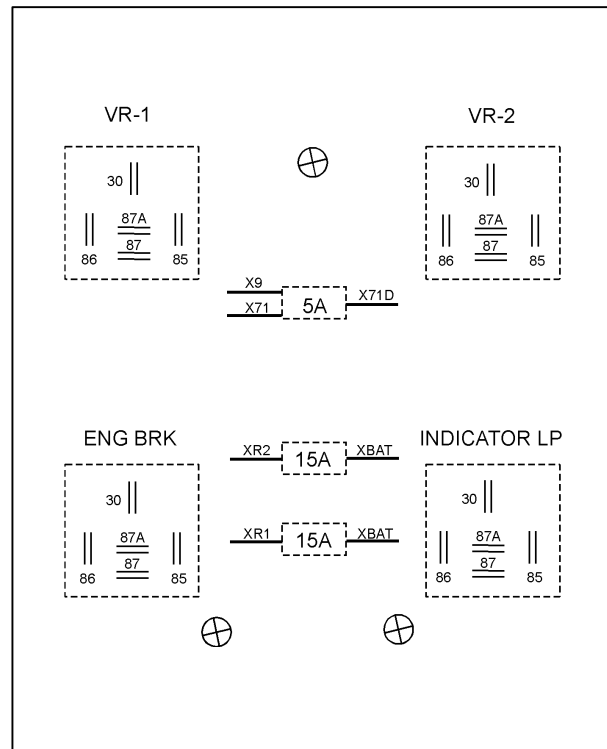 VR-1
VR-2
30
87A
87
86
85
30
87A
87
86
85
X9
X71
5A
X71D
ENG BRK
INDICATOR LP
30
87A
87
86
85
XR2
15A
XBAT
XR1
15A
XBAT
30
87A
87
86
85